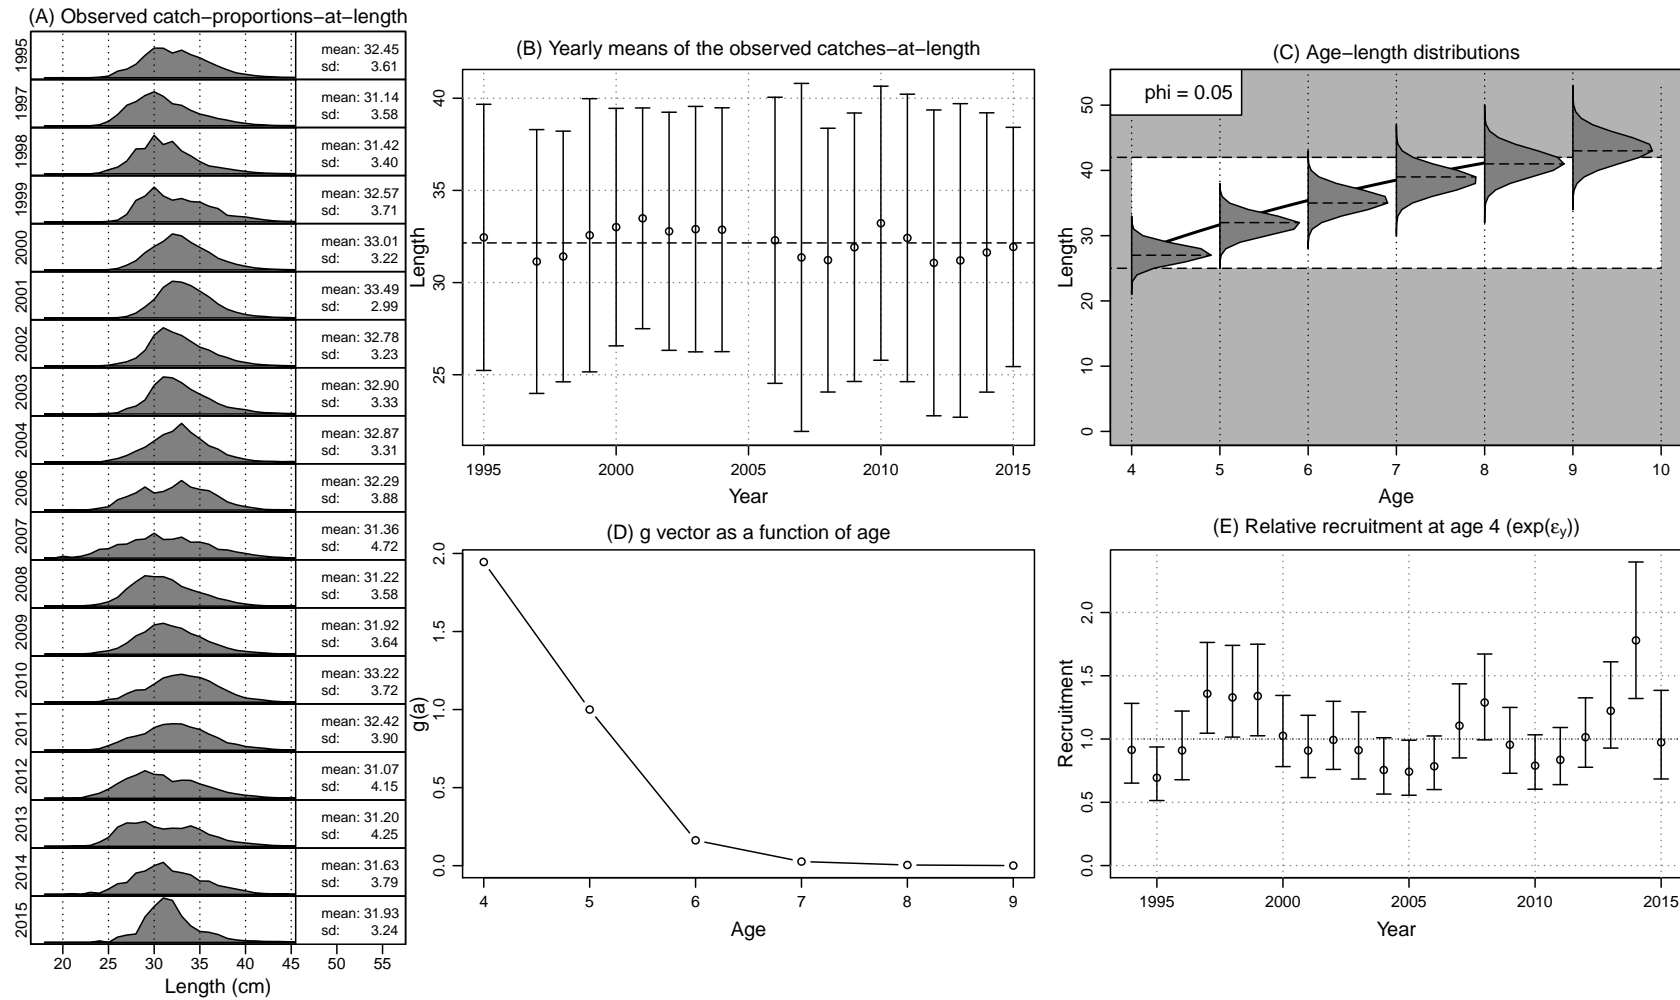 (A) Observed catch−proportions−at−length
1995
mean: 32.45
sd: 3.61
1997
mean: 31.14
sd: 3.58
1998
mean: 31.42
sd: 3.40
1999
mean: 32.57
sd: 3.71
2000
mean: 33.01
sd: 3.22
2001
mean: 33.49
sd: 2.99
2002
mean: 32.78
sd: 3.23
2003
mean: 32.90
sd: 3.33
2004
mean: 32.87
sd: 3.31
2006
mean: 32.29
sd: 3.88
2007
mean: 31.36
sd: 4.72
2008
mean: 31.22
sd: 3.58
2009
mean: 31.92
sd: 3.64
2010
mean: 33.22
sd: 3.72
2011
mean: 32.42
sd: 3.90
2012
mean: 31.07
sd: 4.15
2013
mean: 31.20
sd: 4.25
2014
mean: 31.63
sd: 3.79
2015
mean: 31.93
sd: 3.24
20 25 30 35 40 45 50 55
Length (cm)
(B) Yearly means of the observed catches−at−length
40
35
30
25
Length
1995 2000 2005 2010 2015
Year
(C) Age−length distributions
phi = 0.05
50
40
30
20
10
0
Length
4 5 6 7 8 9 10
Age
(D) g vector as a function of age
2.0
1.5
1.0
0.5
0.0
g(a)
4 5 6 7 8 9
Age
(E) Relative recruitment at age 4 (exp(εy))
2.0
1.5
1.0
0.5
0.0
Recruitment
1995 2000 2005 2010 2015
Year